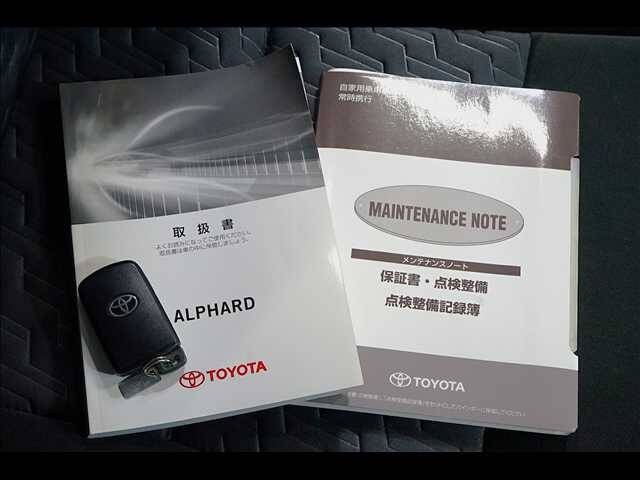 取扱書
よくお読みになってご使用ください。
取扱書は車の中に保管しましょう。
ALPHARD
TOYOTA
自家用乗用
常時携行
MAINTENANCE NOTE
メンテナンスノート
保証書・点検整備
点検整備記録簿
TOYOTA